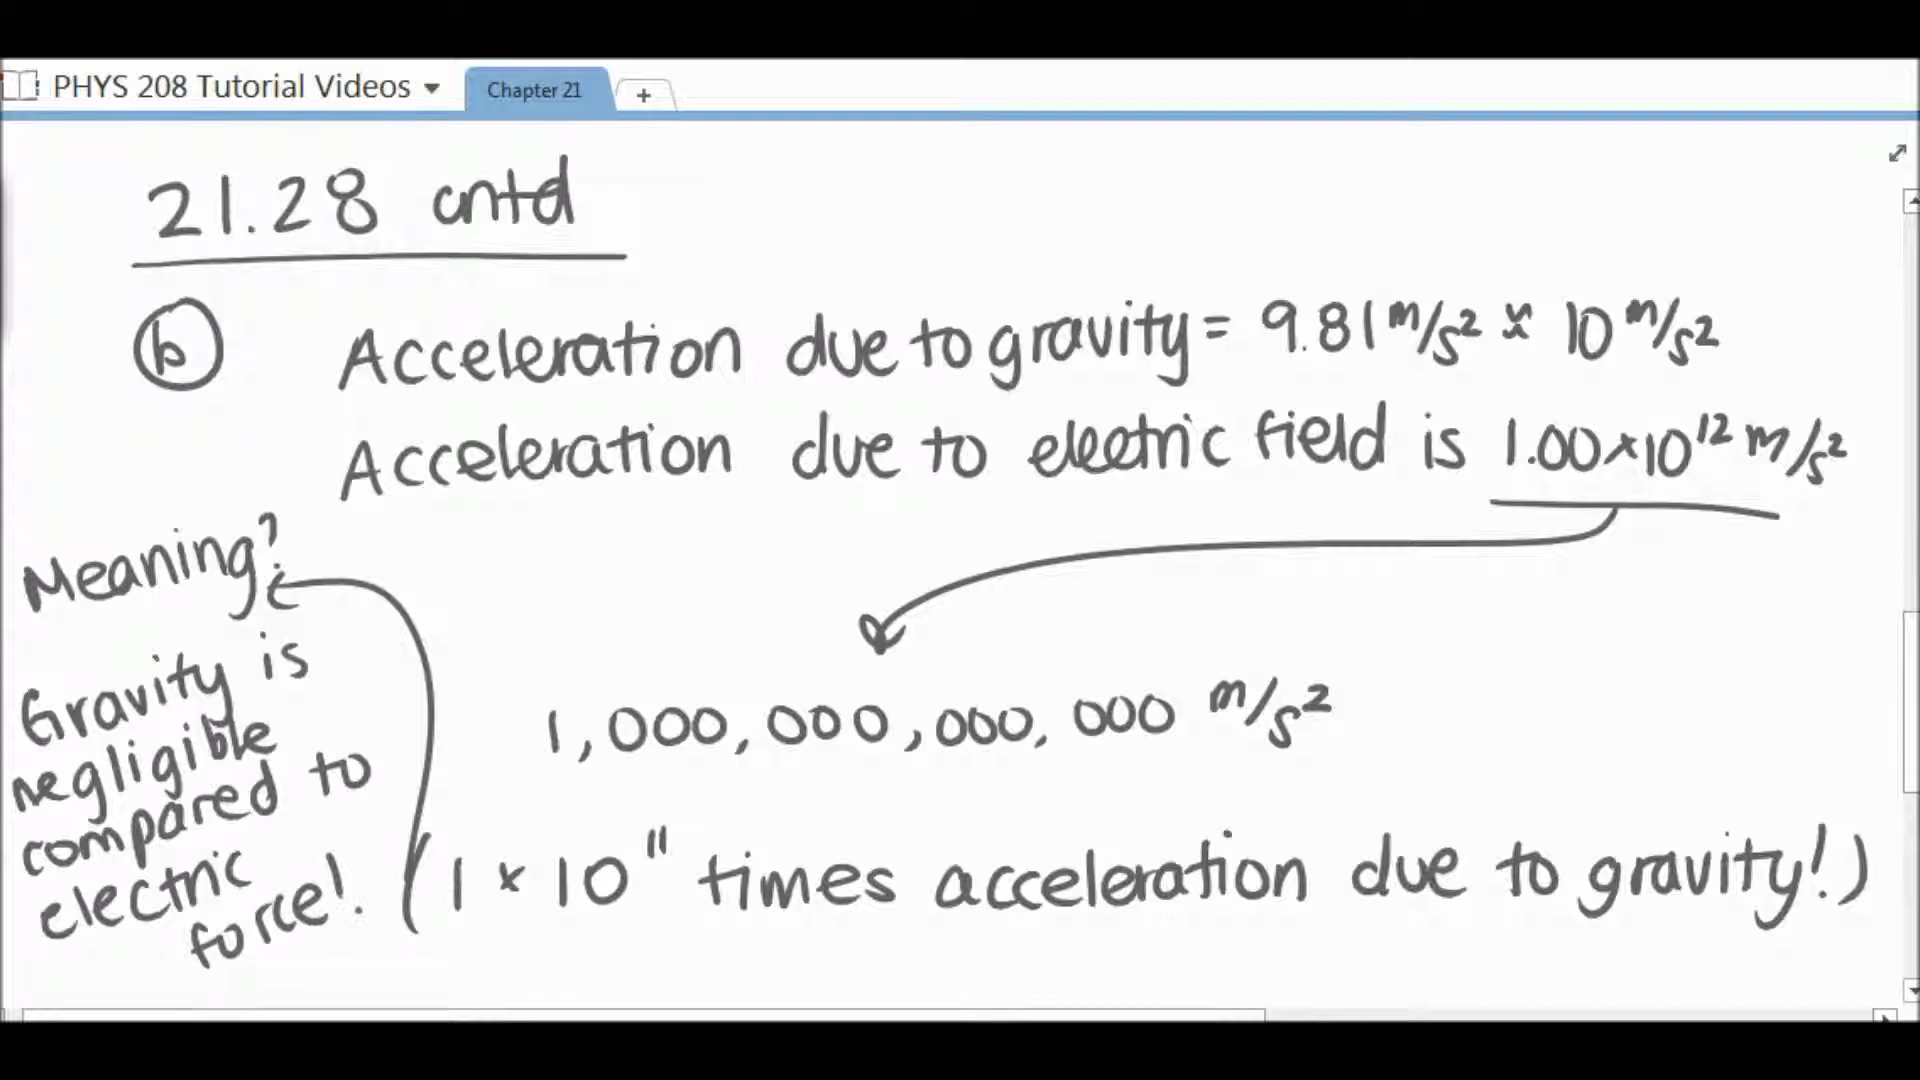 PHYS 208 Tutorial Videos
Chapter 21
+
21.28 cntd
b Acceleration due to gravity = 9.81 m/s² ≈ 10 m/s²
Acceleration due to electric field is 1.00×10¹² m/s²
1,000,000,000,000 m/s²
(1 × 10¹¹ times acceleration due to gravity!)
Meaning?
Gravity is
negligible
compared to
electric
force!